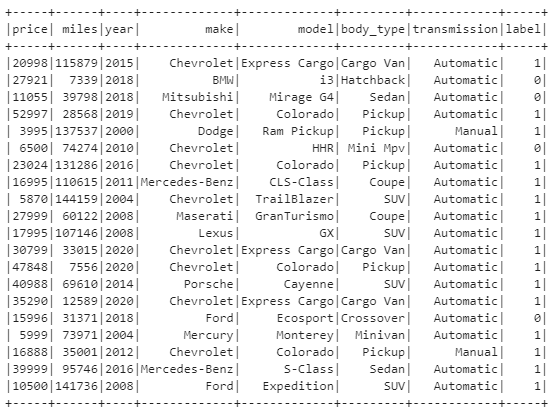 +-----+------+----+-------------+-------------+---------+------------+-----+
|price| miles|year|         make|        model|body_type|transmission|label|
+-----+------+----+-------------+-------------+---------+------------+-----+
|20998|115879|2015|    Chevrolet|Express Cargo|Cargo Van|   Automatic|    1|
|27921|  7339|2018|          BMW|           i3|Hatchback|   Automatic|    0|
|11055| 39798|2018|   Mitsubishi|    Mirage G4|    Sedan|   Automatic|    0|
|52997| 28568|2019|    Chevrolet|     Colorado|   Pickup|   Automatic|    1|
| 3995|137537|2000|        Dodge|   Ram Pickup|   Pickup|      Manual|    1|
| 6500| 74274|2010|    Chevrolet|          HHR| Mini Mpv|   Automatic|    0|
|23024|131286|2016|    Chevrolet|     Colorado|   Pickup|   Automatic|    1|
|16995|110615|2011|Mercedes-Benz|    CLS-Class|    Coupe|   Automatic|    1|
| 5870|144159|2004|    Chevrolet| TrailBlazer|      SUV|   Automatic|    1|
|27999| 60122|2008|     Maserati|  GranTurismo|    Coupe|   Automatic|    1|
|17995|107146|2008|        Lexus|           GX|      SUV|   Automatic|    1|
|30799| 33015|2020|    Chevrolet|Express Cargo|Cargo Van|   Automatic|    1|
|47848|  7556|2020|    Chevrolet|     Colorado|   Pickup|   Automatic|    1|
|40988| 69610|2014|      Porsche|      Cayenne|      SUV|   Automatic|    1|
|35290| 12589|2020|    Chevrolet|Express Cargo|Cargo Van|   Automatic|    1|
|15996| 31371|2018|         Ford|     Ecosport|Crossover|   Automatic|    0|
| 5999| 73971|2004|      Mercury|     Monterey|  Minivan|   Automatic|    1|
|16888| 35001|2012|    Chevrolet|     Colorado|   Pickup|      Manual|    1|
|39999| 95746|2016|Mercedes-Benz|      S-Class|    Sedan|   Automatic|    1|
|10500|141736|2008|         Ford|   Expedition|      SUV|   Automatic|    1|
+-----+------+----+-------------+-------------+---------+------------+-----+